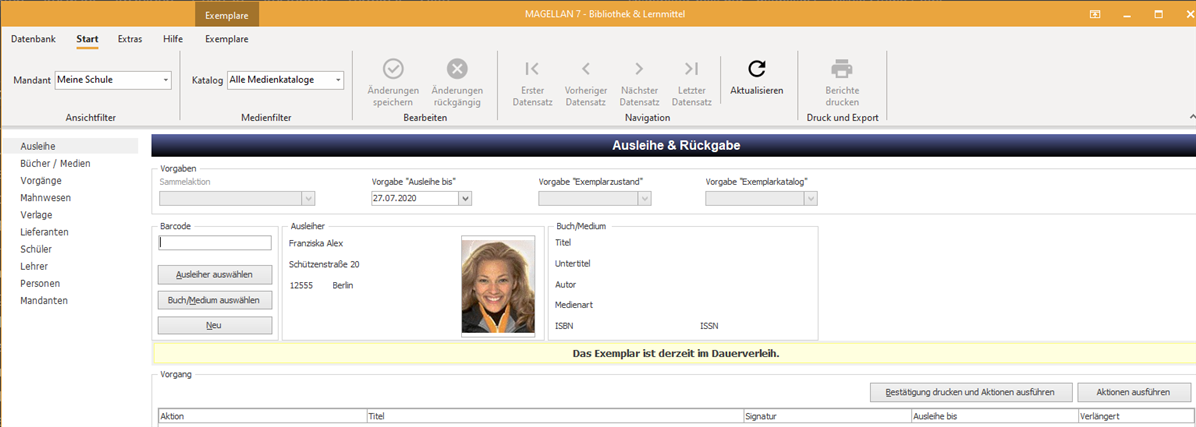 Exemplare
MAGELLAN 7 - Bibliothek & Lernmittel
Datenbank Start Extras Hilfe Exemplare
Mandant Meine Schule
Ansichtfilter
Katalog Alle Medienkataloge
Medienfilter
Änderungen speichern
Änderungen rückgängig
Bearbeiten
Erster Datensatz
Vorheriger Datensatz
Nächster Datensatz
Letzter Datensatz
Aktualisieren
Navigation
Berichte drucken
Druck und Export
Ausleihe
Bücher / Medien
Vorgänge
Mahnwesen
Verlage
Lieferanten
Schüler
Lehrer
Personen
Mandanten
Ausleihe & Rückgabe
Vorgaben
Sammelaktion
Vorgabe "Ausleihe bis"
27.07.2020
Vorgabe "Exemplarzustand"
Vorgabe "Exemplarkatalog"
Barcode
Ausleiher auswählen
Buch/Medium auswählen
Neu
Ausleiher
Franziska Alex
Schützenstraße 20
12555 Berlin
Buch/Medium
Titel
Untertitel
Autor
Medienart
ISBN ISSN
Das Exemplar ist derzeit im Dauerverleih.
Vorgang
Bestätigung drucken und Aktionen ausführen
Aktionen ausführen
Aktion Titel Signatur Ausleihe bis Verlängert